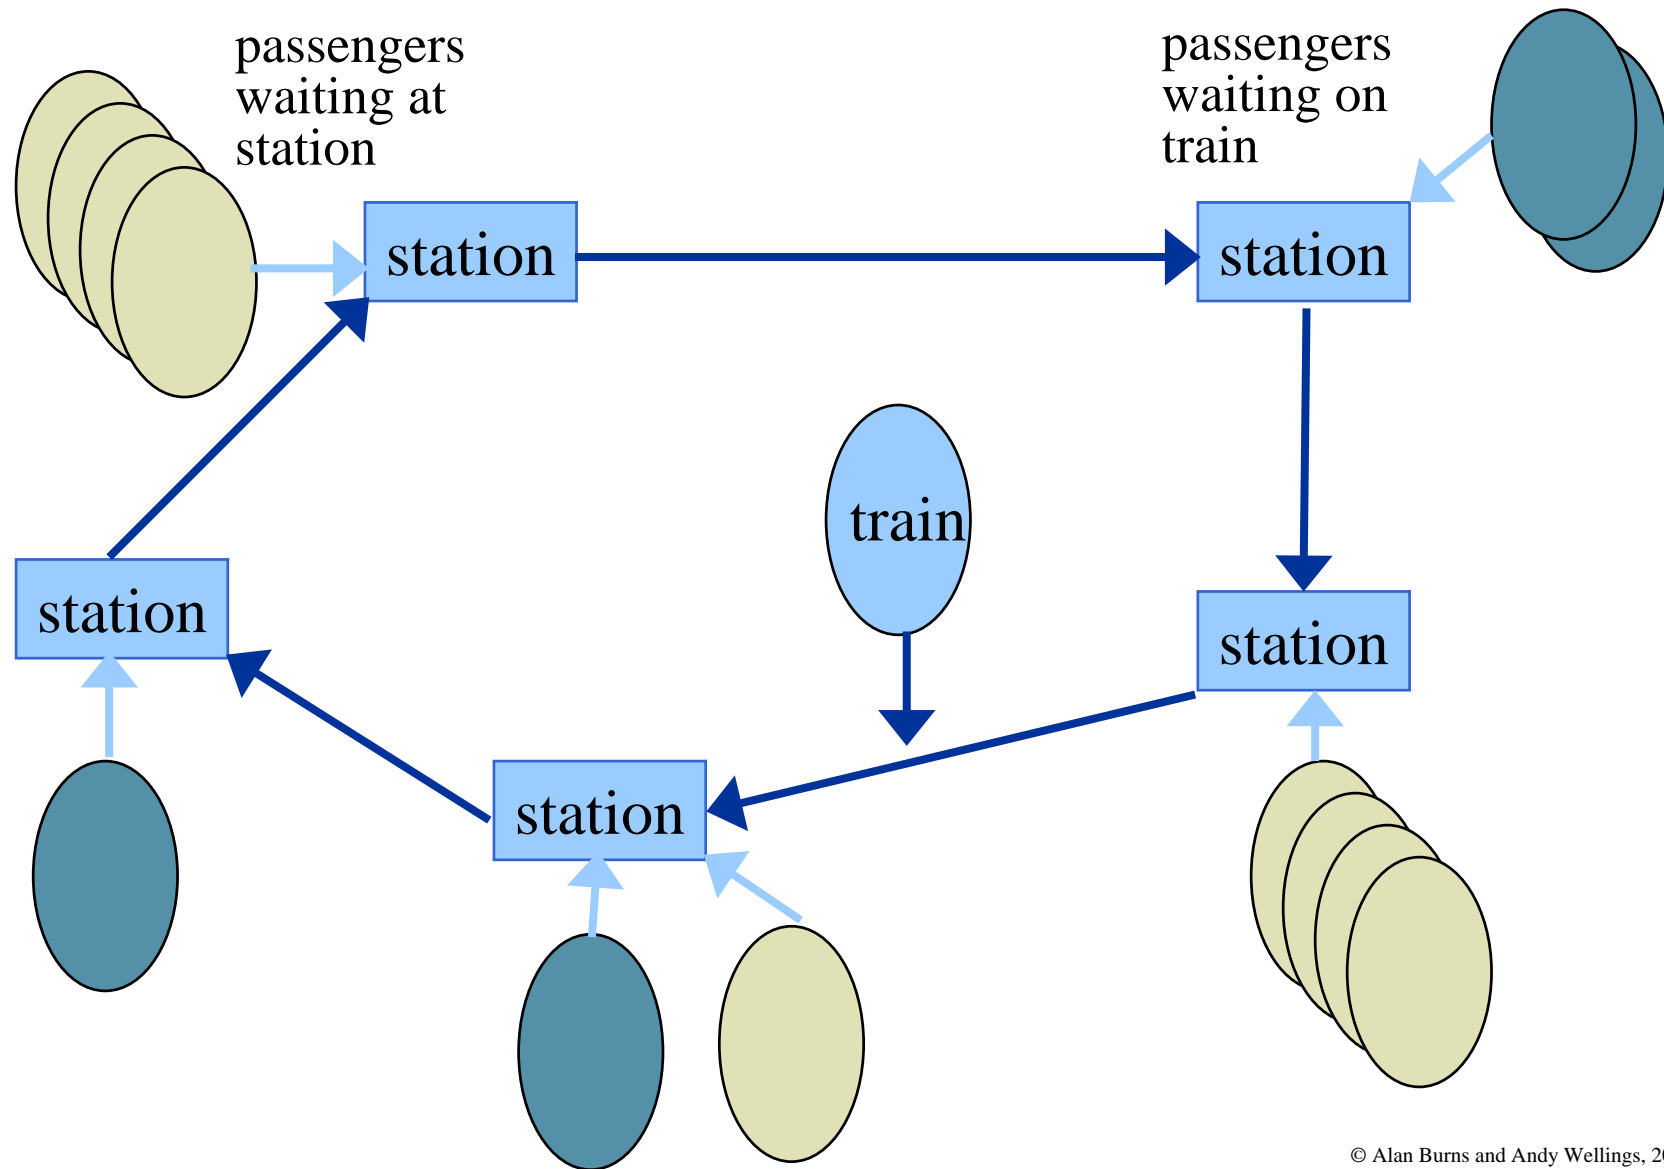 passengers
waiting at
station
passengers
waiting on
train
station
station
train
station
station
station
© Alan Burns and Andy Wellings,